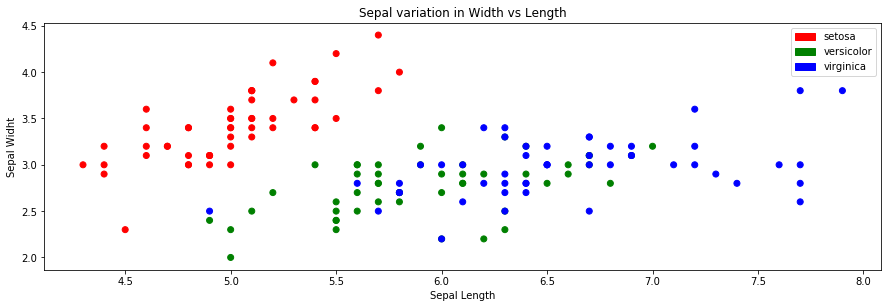 Sepal variation in Width vs Length
setosa
versicolor
virginica
Sepal Widht
4.5
4.0
3.5
3.0
2.5
2.0
4.5
5.0
5.5
6.0
6.5
7.0
7.5
8.0
Sepal Length